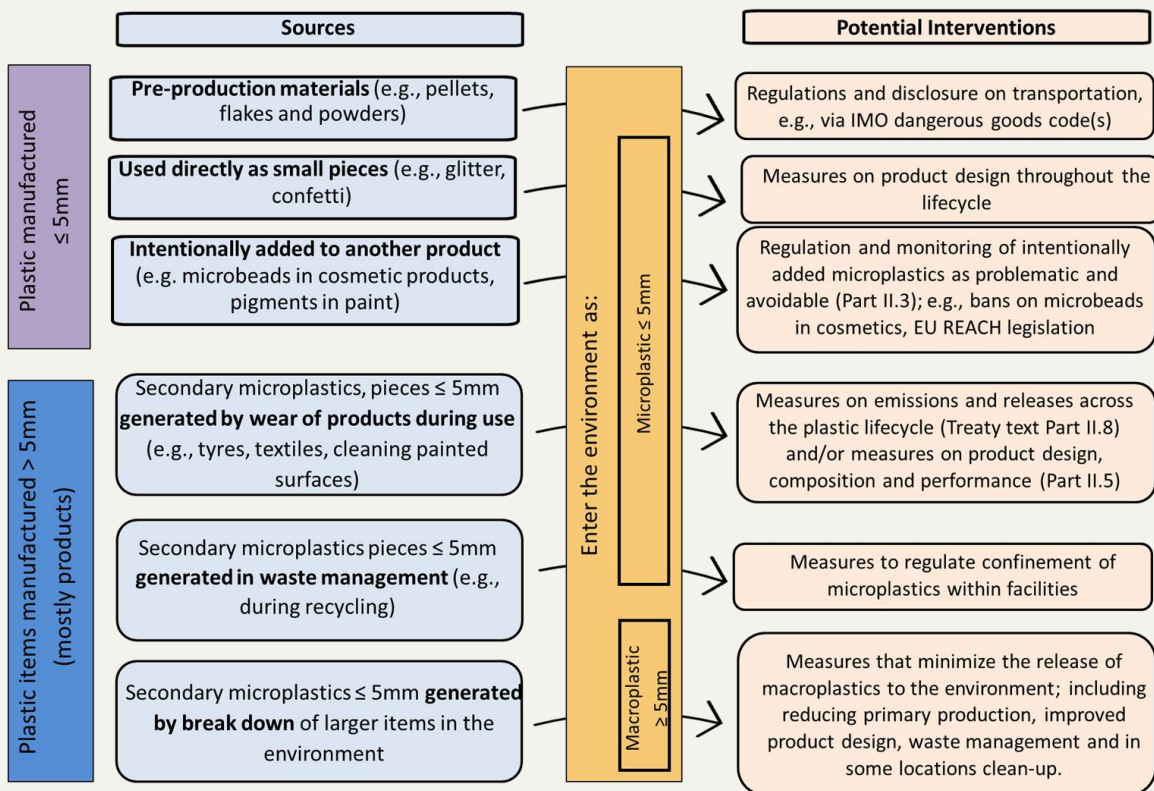 Sources
Potential Interventions
Plastic manufactured
≤ 5mm
Pre-production materials (e.g., pellets,
flakes and powders)
Used directly as small pieces (e.g., glitter,
confetti)
Intentionally added to another product
(e.g. microbeads in cosmetic products,
pigments in paint)
Plastic items manufactured > 5mm
(mostly products)
Secondary microplastics, pieces ≤ 5mm
generated by wear of products during use
(e.g., tyres, textiles, cleaning painted
surfaces)
Secondary microplastics pieces ≤ 5mm
generated in waste management (e.g.,
during recycling)
Secondary microplastics ≤ 5mm generated
by break down of larger items in the
environment
Enter the environment as:
Microplastic ≤ 5mm
Macroplastic
≥ 5mm
Regulations and disclosure on transportation,
e.g., via IMO dangerous goods code(s)
Measures on product design throughout the
lifecycle
Regulation and monitoring of intentionally
added microplastics as problematic and
avoidable (Part II.3); e.g., bans on microbeads
in cosmetics, EU REACH legislation
Measures on emissions and releases across
the plastic lifecycle (Treaty text Part II.8)
and/or measures on product design,
composition and performance (Part II.5)
Measures to regulate confinement of
microplastics within facilities
Measures that minimize the release of
macroplastics to the environment; including
reducing primary production, improved
product design, waste management and in
some locations clean-up.